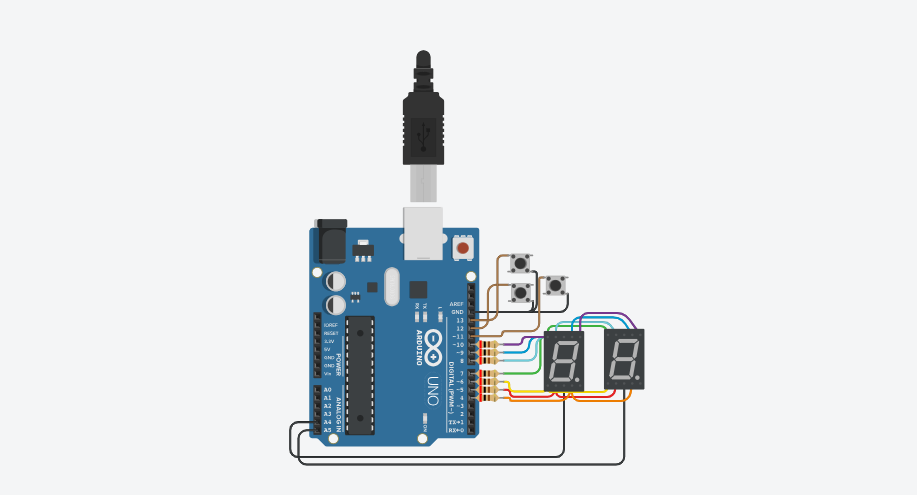 RX
TX
L
AREF
GND
13
12
~11
~10
~9
8
7
~6
~5
4
~3
2
TX→1
RX←0
DIGITAL (PWM~)
ARDUINO
UNO
ON
IOREF
RESET
3.3V
5V
GND
GND
Vin
POWER
A0
A1
A2
A3
A4
A5
ANALOG IN